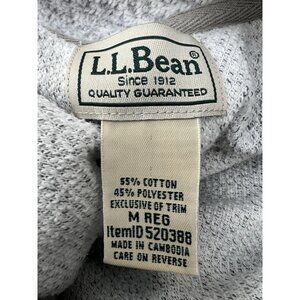 L.L.Bean®
Since 1912
QUALITY GUARANTEED
55% COTTON
45% POLYESTER
EXCLUSIVE OF TRIM
M REG
ItemID 520388
MADE IN CAMBODIA
CARE ON REVERSE